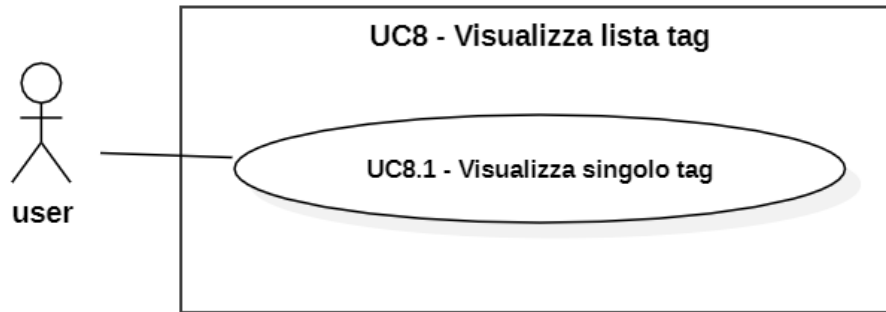 UC8 - Visualizza lista tag
UC8.1 - Visualizza singolo tag
user